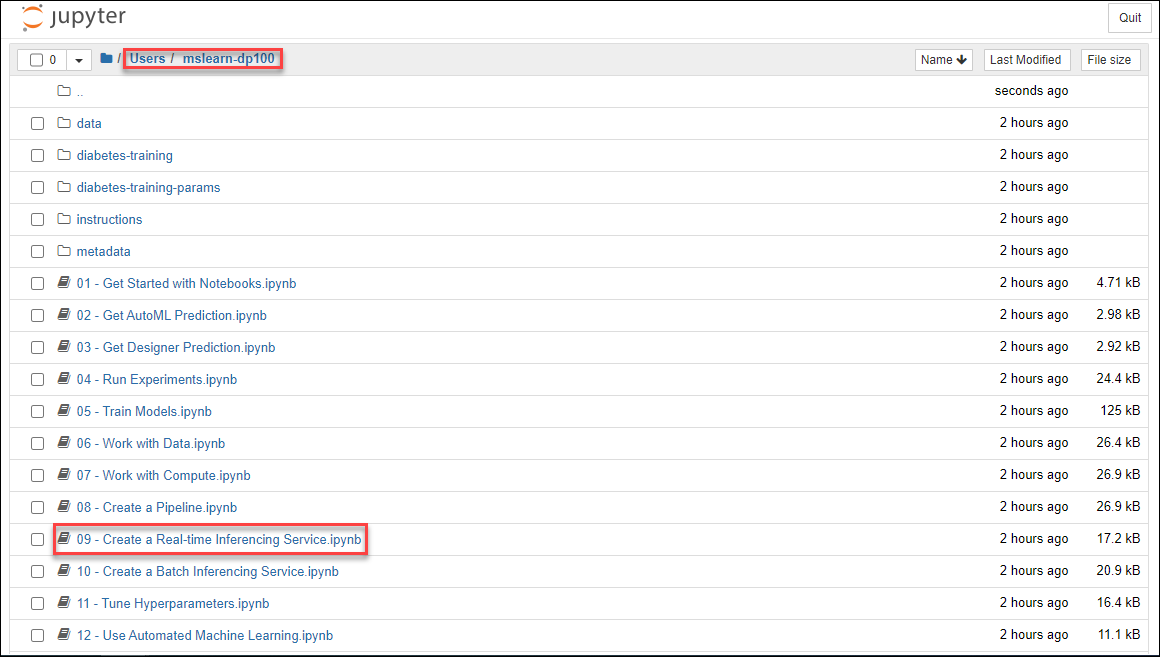 jupyter Quit
0 / Users / mslearn-dp100 Name Last Modified File size
.. seconds ago
data 2 hours ago
diabetes-training 2 hours ago
diabetes-training-params 2 hours ago
instructions 2 hours ago
metadata 2 hours ago
01 - Get Started with Notebooks.ipynb 2 hours ago 4.71 kB
02 - Get AutoML Prediction.ipynb 2 hours ago 2.98 kB
03 - Get Designer Prediction.ipynb 2 hours ago 2.92 kB
04 - Run Experiments.ipynb 2 hours ago 24.4 kB
05 - Train Models.ipynb 2 hours ago 125 kB
06 - Work with Data.ipynb 2 hours ago 26.4 kB
07 - Work with Compute.ipynb 2 hours ago 26.9 kB
08 - Create a Pipeline.ipynb 2 hours ago 26.9 kB
09 - Create a Real-time Inferencing Service.ipynb 2 hours ago 17.2 kB
10 - Create a Batch Inferencing Service.ipynb 2 hours ago 20.9 kB
11 - Tune Hyperparameters.ipynb 2 hours ago 16.4 kB
12 - Use Automated Machine Learning.ipynb 2 hours ago 11.1 kB